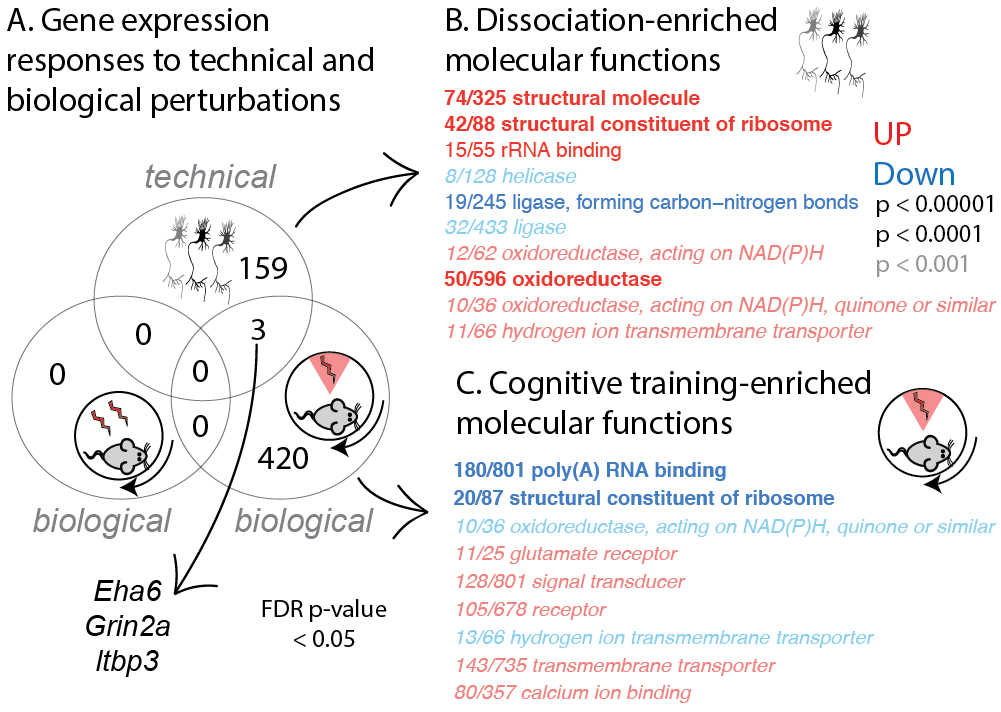 A. Gene expression
responses to technical and
biological perturbations
technical
159
0
3
0
0
0
420
biological
biological
Eha6
Grin2a
Itbp3
FDR p-value
< 0.05
B. Dissociation-enriched
molecular functions
74/325 structural molecule
42/88 structural constituent of ribosome
15/55 rRNA binding
8/128 helicase
19/245 ligase, forming carbon−nitrogen bonds
32/433 ligase
12/62 oxidoreductase, acting on NAD(P)H
50/596 oxidoreductase
10/36 oxidoreductase, acting on NAD(P)H, quinone or similar
11/66 hydrogen ion transmembrane transporter
UP
Down
p < 0.00001
p < 0.0001
p < 0.001
C. Cognitive training-enriched
molecular functions
180/801 poly(A) RNA binding
20/87 structural constituent of ribosome
10/36 oxidoreductase, acting on NAD(P)H, quinone or similar
11/25 glutamate receptor
128/801 signal transducer
105/678 receptor
13/66 hydrogen ion transmembrane transporter
143/735 transmembrane transporter
80/357 calcium ion binding